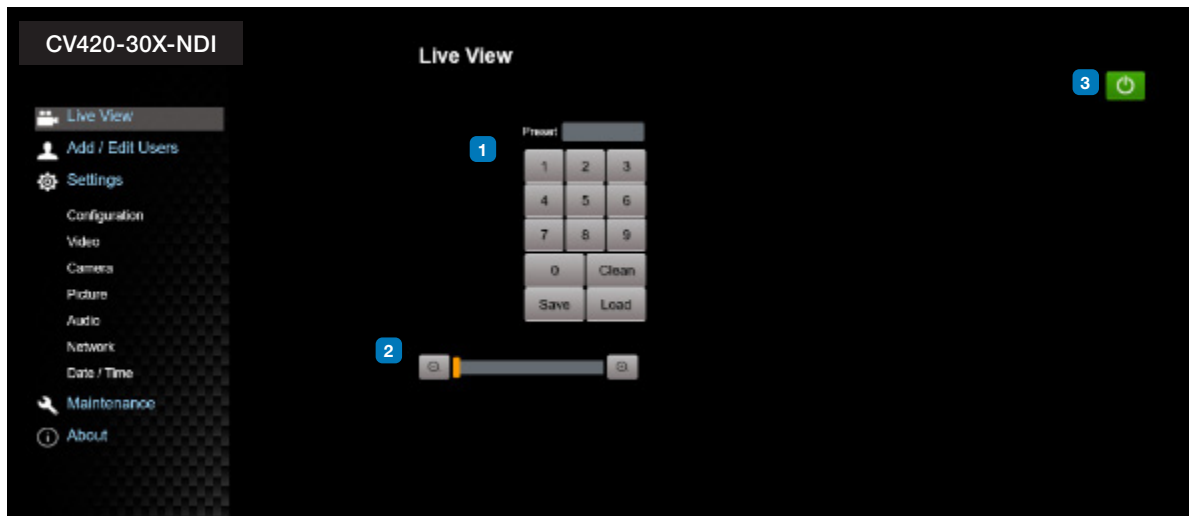 CV420-30X-NDI
Live View
3
Live View
Add / Edit Users
Settings
Configuration
Video
Camera
Picture
Audio
Network
Date / Time
Maintenance
About
1
Preset
1 2 3
4 5 6
7 8 9
0 Clean
Save Load
2